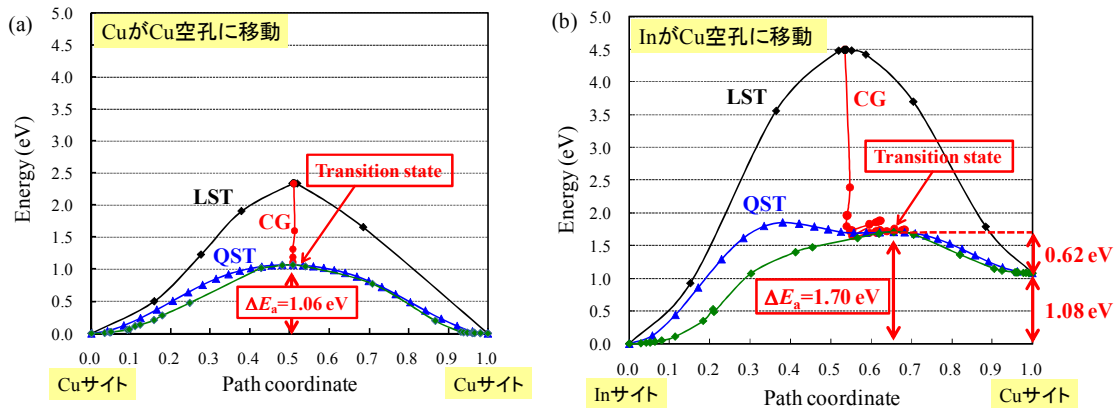 (a)
CuがCu空孔に移動
Energy (eV)
5.0
4.5
4.0
3.5
3.0
2.5
2.0
1.5
1.0
0.5
0.0
LST
CG
QST
Transition state
ΔEa=1.06 eV
0.0 0.1 0.2 0.3 0.4 0.5 0.6 0.7 0.8 0.9 1.0
Cuサイト
Path coordinate
Cuサイト
(b)
InがCu空孔に移動
Energy (eV)
5.0
4.5
4.0
3.5
3.0
2.5
2.0
1.5
1.0
0.5
0.0
LST
CG
Transition state
QST
0.62 eV
ΔEa=1.70 eV
1.08 eV
0.0 0.1 0.2 0.3 0.4 0.5 0.6 0.7 0.8 0.9 1.0
Inサイト
Path coordinate
Cuサイト